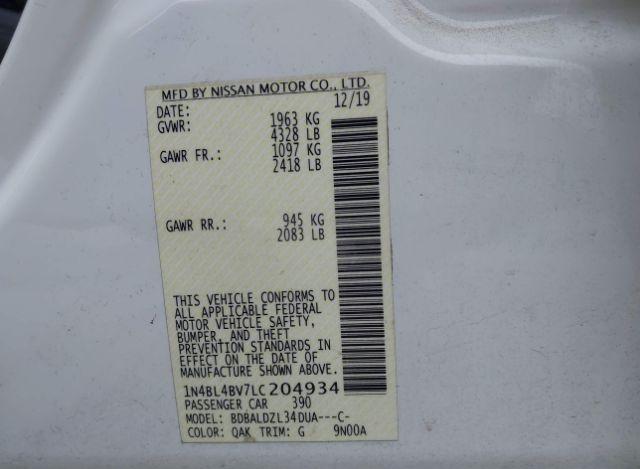 MFD BY NISSAN MOTOR CO., LTD.
DATE: 12/19
GVWR: 1963 KG
4328 LB
GAWR FR.: 1097 KG
2418 LB
GAWR RR.: 945 KG
2083 LB
THIS VEHICLE CONFORMS TO
ALL APPLICABLE FEDERAL
MOTOR VEHICLE SAFETY,
BUMPER, AND THEFT
PREVENTION STANDARDS IN
EFFECT ON THE DATE OF
MANUFACTURE SHOWN ABOVE.
1N4BL4BV7LC204934
PASSENGER CAR 390
MODEL: BDBALDZL34DUA---C-
COLOR: QAK TRIM: G 9N00A